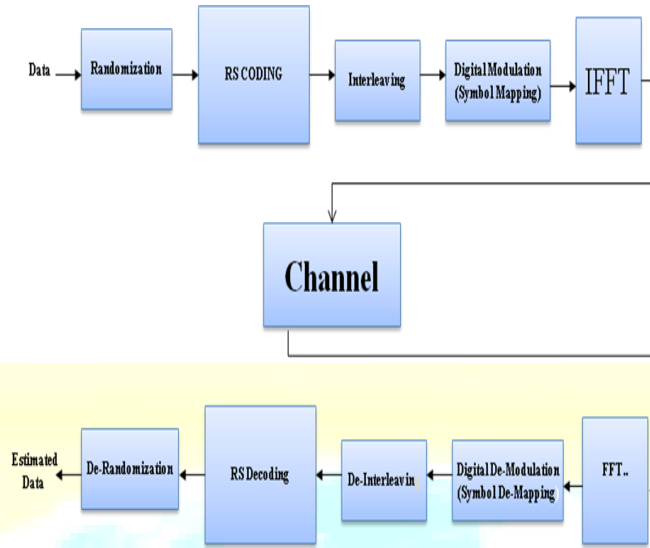 Data
Randomization
RS CODING
Interleaving
Digital Modulation
(Symbol Mapping)
IFFT
Channel
Estimated
Data
De-Randomization
RS Decoding
De-Interleavin
Digital De-Modulation
(Symbol De-Mapping
FFT..